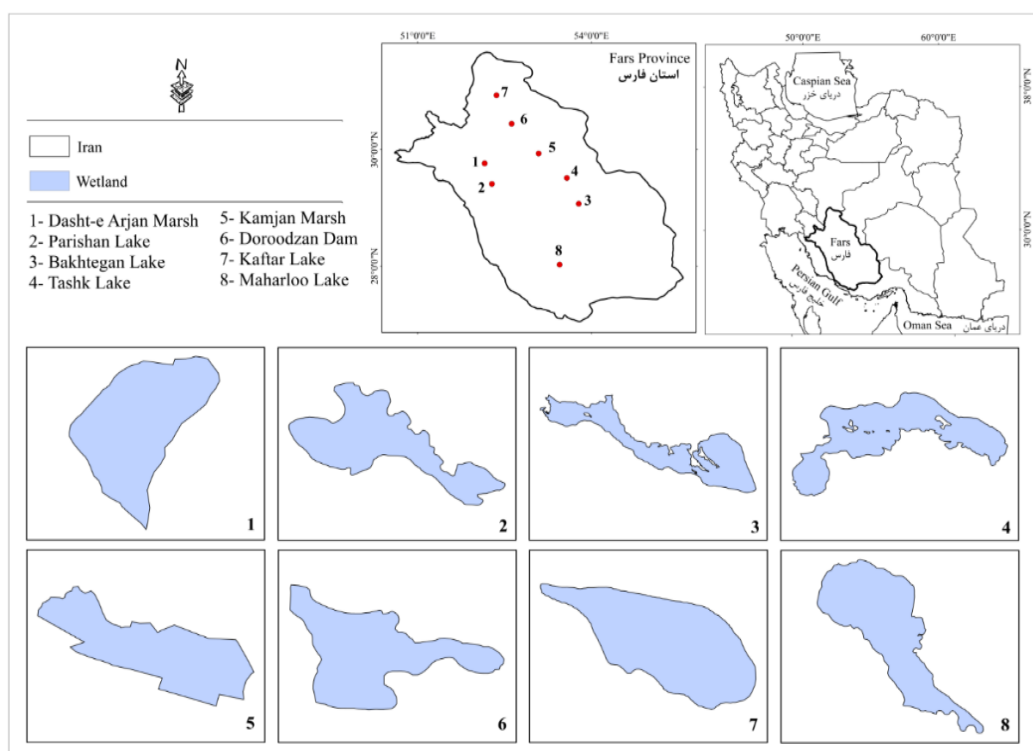 N
Iran
Wetland
1- Dasht-e Arjan Marsh
2- Parishan Lake
3- Bakhtegan Lake
4- Tashk Lake
5- Kamjan Marsh
6- Doroodzan Dam
7- Kaftar Lake
8- Maharloo Lake
51°0'0"E
54°0'0"E
30°0'0"N
28°0'0"N
Fars Province
استان فارس
7
6
5
1
4
2
3
8
50°0'0"E
60°0'0"E
38°0'0"N
30°0'0"N
Caspian Sea
دریای خزر
Fars
فارس
Persian Gulf
خلیج فارس
Oman Sea
دریای عمان
1
2
3
4
5
6
7
8